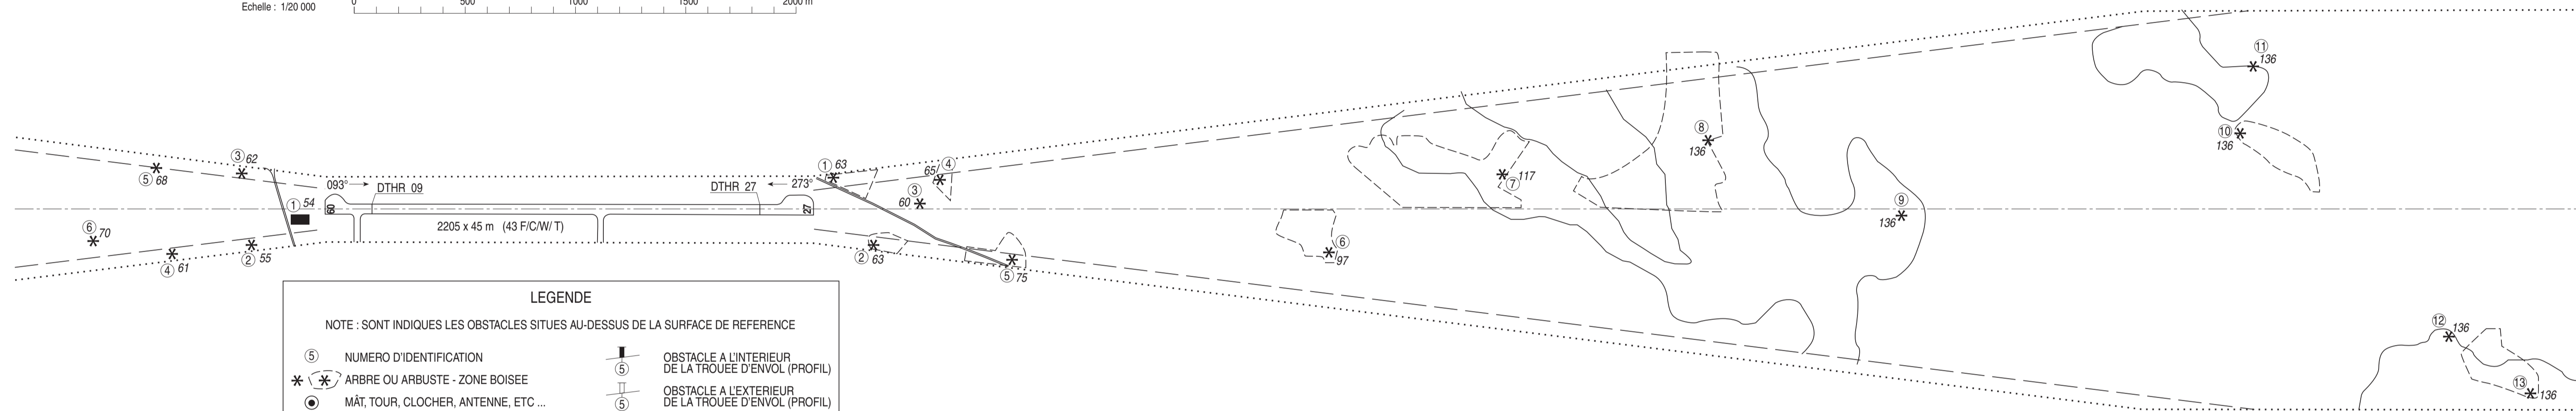 Echelle : 1/20 000
0 500 1000 1500 2000 m
11
136
3 62
5 68
1 54
6 70
4 61
2 55
093° DTHR 09
DTHR 27 273°
09
27
2205 x 45 m (43 F/C/W/ T)
1 63
65 4
3
60
2 63
5 75
6
97
7 117
8
136
9
136
10
136
12 136
13 136
LEGENDE
NOTE : SONT INDIQUES LES OBSTACLES SITUES AU-DESSUS DE LA SURFACE DE REFERENCE
5 NUMERO D'IDENTIFICATION
ARBRE OU ARBUSTE - ZONE BOISEE
MÂT, TOUR, CLOCHER, ANTENNE, ETC ...
OBSTACLE A L'INTERIEUR
5 DE LA TROUEE D'ENVOL (PROFIL)
OBSTACLE A L'EXTERIEUR
5 DE LA TROUEE D'ENVOL (PROFIL)